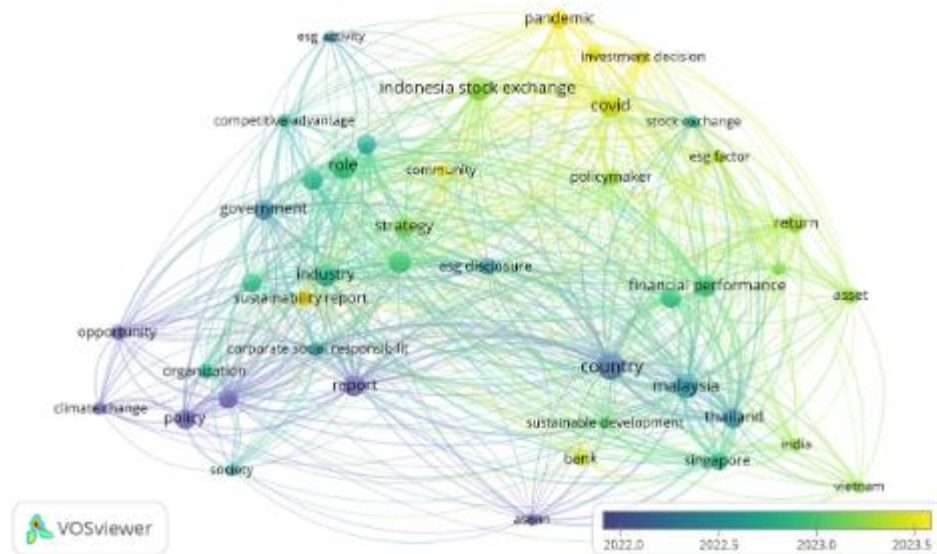 pandemic
esg activity
investment decision
indonesia stock exchange
covid
competitive advantage
stock exchange
esg factor
role
community
policymaker
government
return
strategy
esg disclosure
industry
financial performance
sustainability report
asset
opportunity
corporate social responsibilit
country
organization
report
malaysia
climate change
policy
thailand
sustainable development
india
bank
singapore
society
vietnam
asean
VOSviewer
2022.0 2022.5 2023.0 2023.5